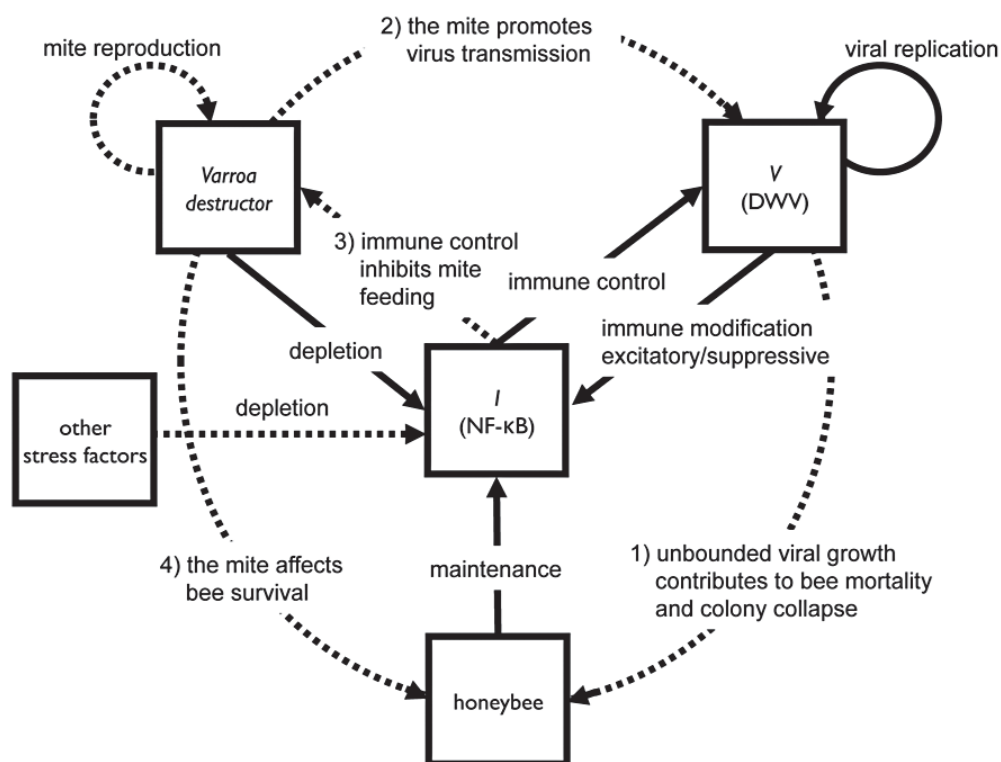 2) the mite promotes
virus transmission
mite reproduction
viral replication
Varroa
destructor
V
(DWV)
3) immune control
inhibits mite
feeding
immune control
immune modification
excitatory/suppressive
depletion
I
(NF-κB)
depletion
other
stress factors
4) the mite affects
bee survival
maintenance
1) unbounded viral growth
contributes to bee mortality
and colony collapse
honeybee